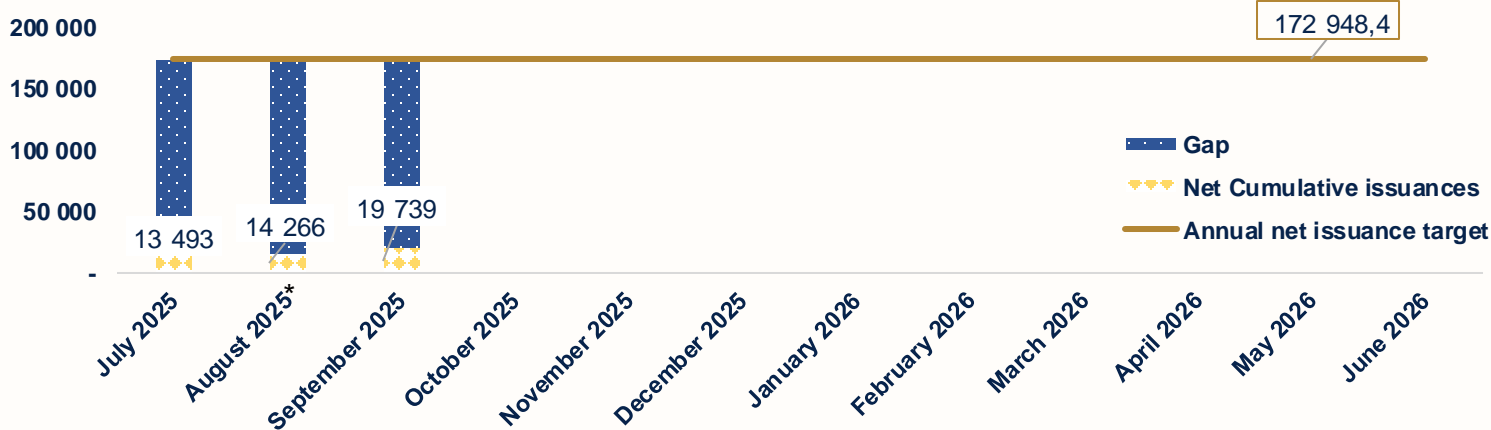 172 948,4
200 000
150 000
100 000
50 000
-
13 493
14 266
19 739
Gap
Net Cumulative issuances
Annual net issuance target
July 2025
August 2025*
September 2025
October 2025
November 2025
December 2025
January 2026
February 2026
March 2026
April 2026
May 2026
June 2026